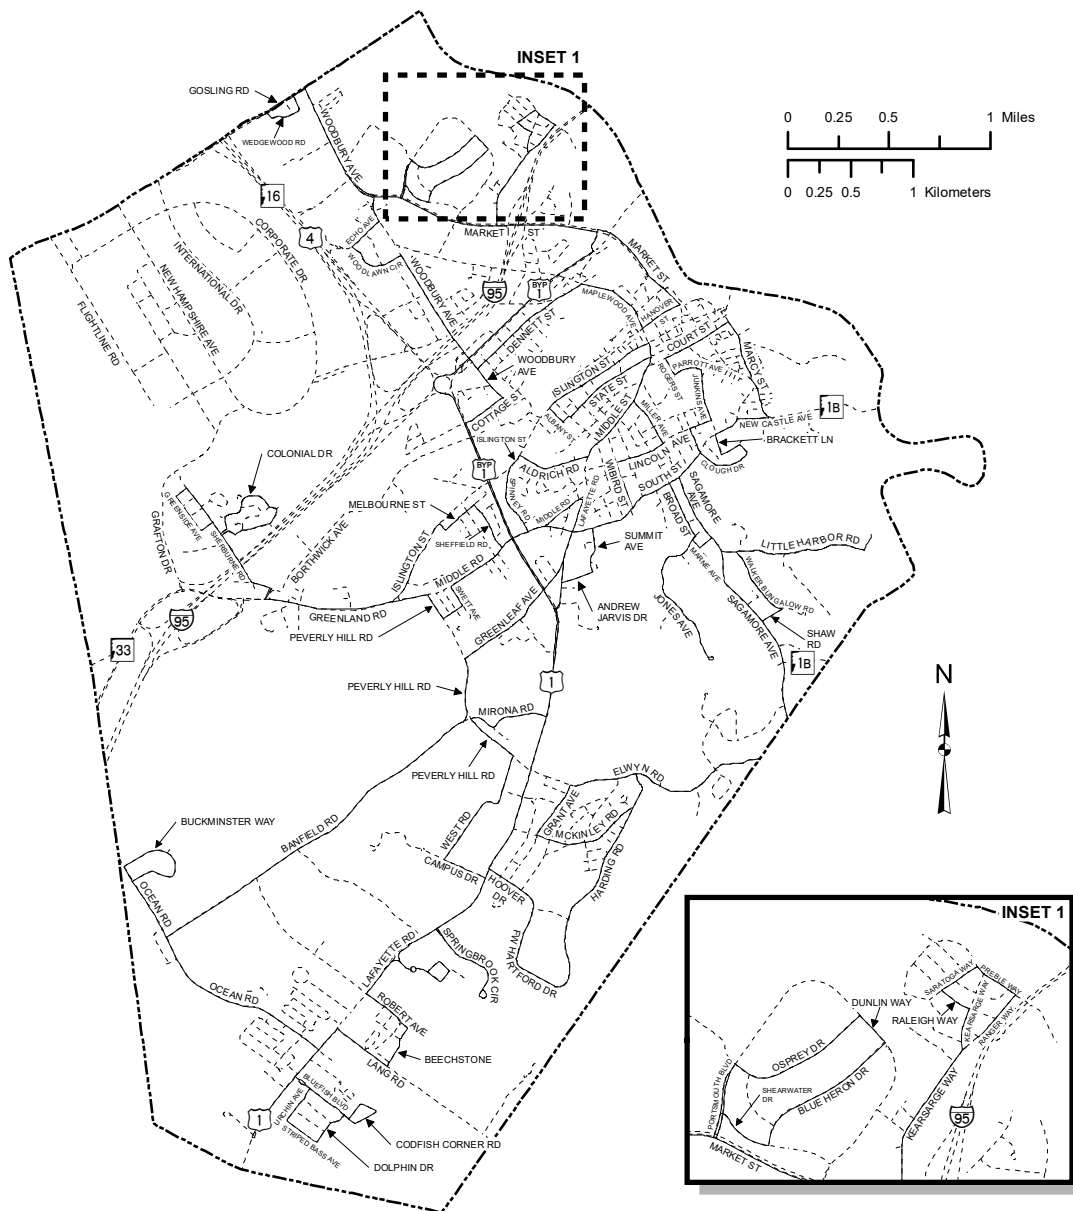 INSET 1
GOSLING RD
WEDGEWOOD RD
WOODBURY AVE
0 0.25 0.5 1 Miles
0 0.25 0.5 1 Kilometers
16
4
ECHO AVE
WOODLAWN CIR
MARKET ST
MARKET ST
CORPORATE DR
INTERNATIONAL DR
NEW HAMPSHIRE AVE
FLIGHTLINE RD
WOODBURY AVE
95
BYP 1
MAPLEWOOD AVE
HANOVER ST
DENNETT ST
COURT ST
MARCY ST
WOODBURY AVE
ISLINGTON ST
STATE ST
ROGERS ST
PARROTT AVE
JUNKINS AVE
COTTAGE ST
ALBANY ST
MIDDLE ST
MILLER AVE
NEW CASTLE AVE
1B
BRACKETT LN
ISLINGTON ST
COLONIAL DR
BYP 1
ALDRICH RD
LINCOLN AVE
CLOUGH DR
SPINNEY RD
WIBIRD ST
SOUTH ST
SAGAMORE AVE
MELBOURNE ST
GREENSIDE AVE
SHERBURNE RD
GRAFTON DR
BORTHWICK AVE
ISLINGTON ST
SHEFFIELD RD
MIDDLE RD
LAFAYETTE RD
BROAD ST
SUMMIT AVE
LITTLE HARBOR RD
MIDDLE RD
MARNE AVE
WALKER BUNGALOW RD
SWETT AVE
GREENLEAF AVE
ANDREW JARVIS DR
JONES AVE
SAGAMORE AVE
GREENLAND RD
95
PEVERLY HILL RD
SHAW RD
33
1B
PEVERLY HILL RD
1
N
MIRONA RD
PEVERLY HILL RD
ELWYN RD
GRANT AVE
MCKINLEY RD
BUCKMINSTER WAY
BANFIELD RD
WEST RD
CAMPUS DR
HOOVER DR
HARDING RD
OCEAN RD
LAFAYETTE RD
SPRINGBROOK CIR
FW HARTFORD DR
OCEAN RD
ROBERT AVE
BEECHSTONE
LANG RD
BLUEFISH BLVD
URCHIN AVE
1
STRIPED BASS AVE
CODFISH CORNER RD
DOLPHIN DR
INSET 1
SARATOGA WAY
PREBLE WAY
DUNLIN WAY
RALEIGH WAY
KEARSARGE WAY
RANGER WAY
OSPREY DR
PORTSMOUTH BLVD
SHEARWATER DR
BLUE HERON DR
KEARSARGE WAY
95
MARKET ST